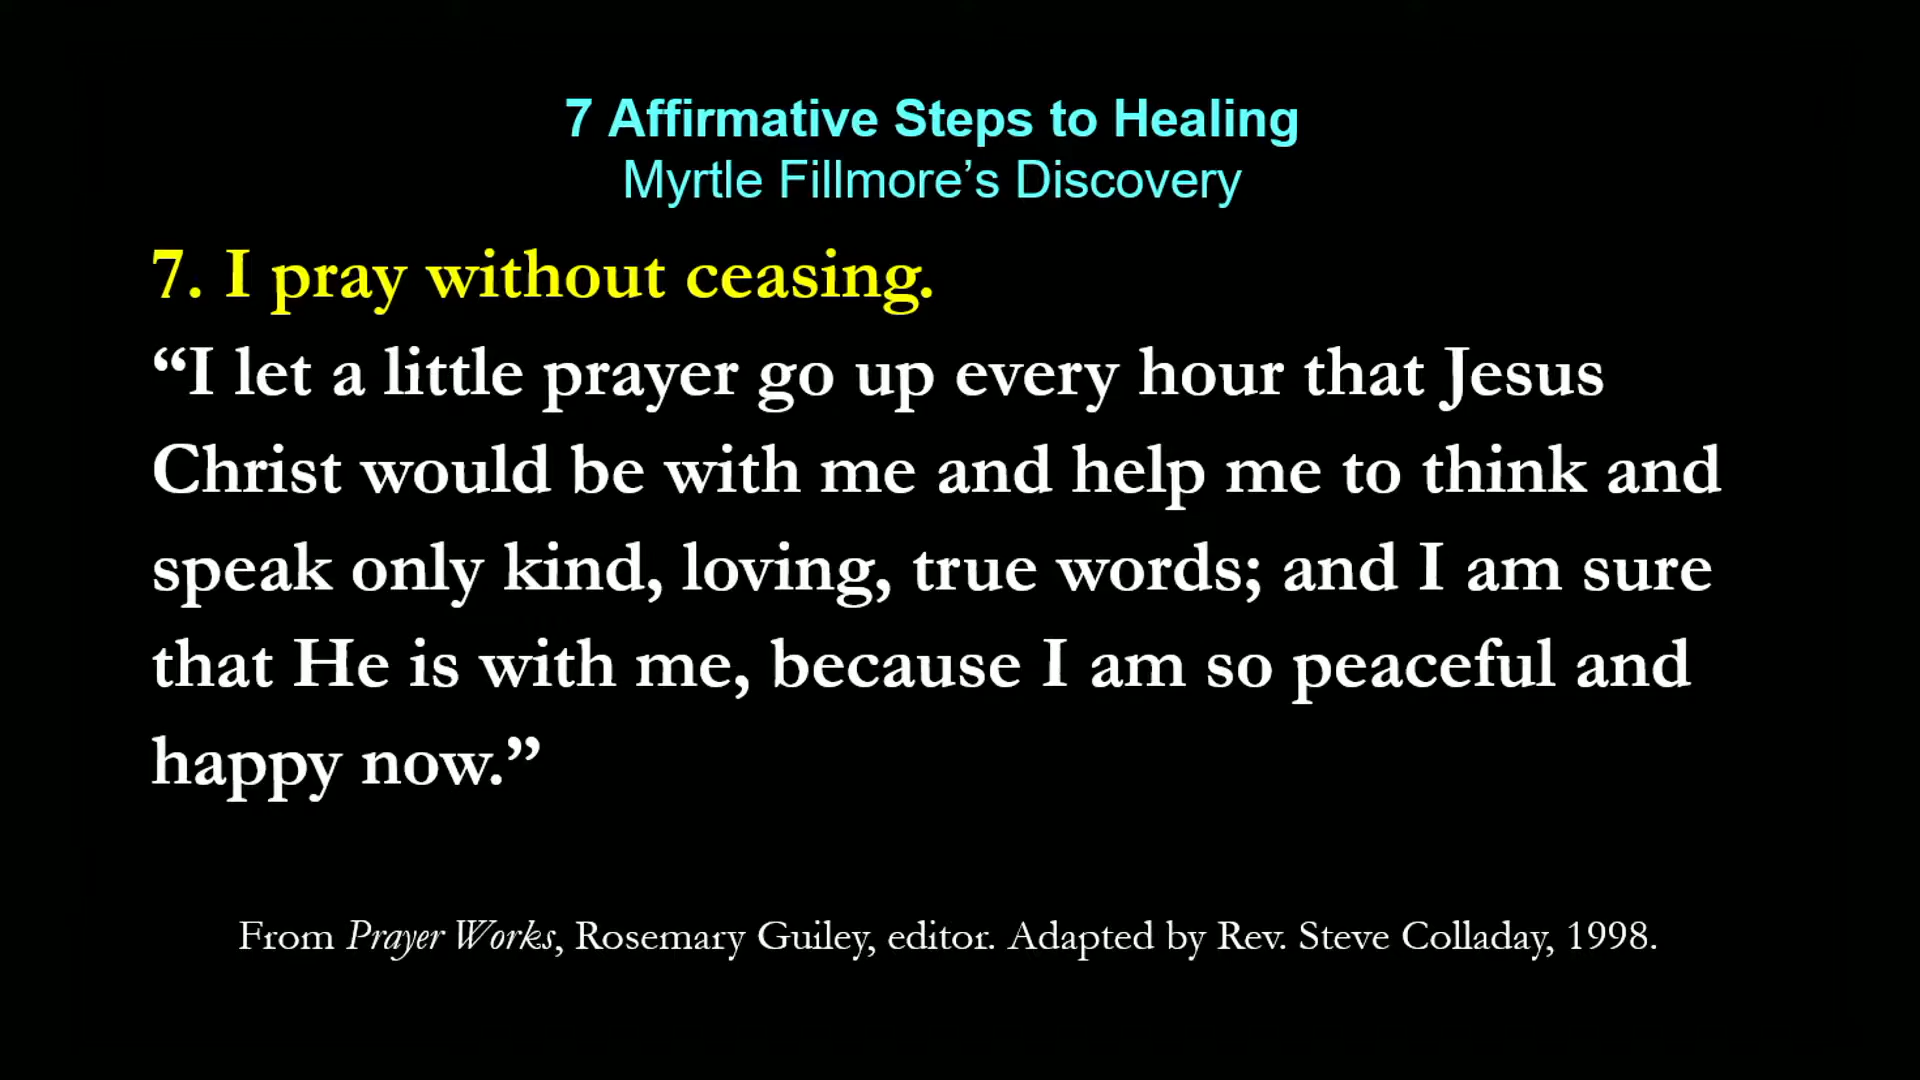 7 Affirmative Steps to Healing
Myrtle Fillmore’s Discovery
7. I pray without ceasing.
“I let a little prayer go up every hour that Jesus
Christ would be with me and help me to think and
speak only kind, loving, true words; and I am sure
that He is with me, because I am so peaceful and
happy now.”
From Prayer Works, Rosemary Guiley, editor. Adapted by Rev. Steve Colladay, 1998.